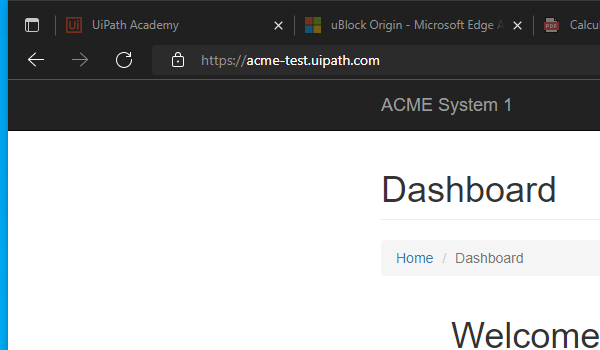 UiPath Academy
uBlock Origin - Microsoft Edge A
PDF
Calcul
https://acme-test.uipath.com
ACME System 1
Dashboard
Home / Dashboard
Welcome